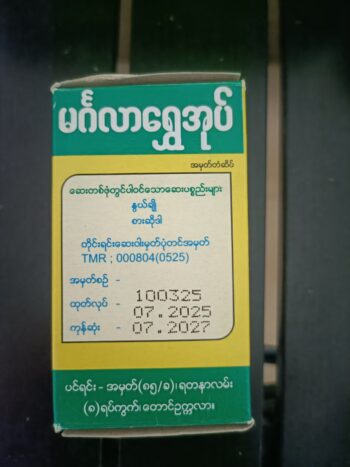 မင်္ဂလာရွှေအုပ်
အမှတ်တံဆိပ်
ဆေးတစ်ဖုံတွင်ပါဝင်သောဆေးပစ္စည်းများ
နွယ်ချို
စားဆိုဒါ
တိုင်းရင်းဆေးဝါးမှတ်ပုံတင်အမှတ်
TMR ; 000804(0525)
အမှတ်စဉ် - 100325
ထုတ်လုပ် - 07.2025
ကုန်ဆုံး - 07.2027
ပင်ရင်း - အမှတ်(၈၅/ခ)၊ ရတနာလမ်း
(၈)ရပ်ကွက်၊ တောင်ဥက္ကလာ။